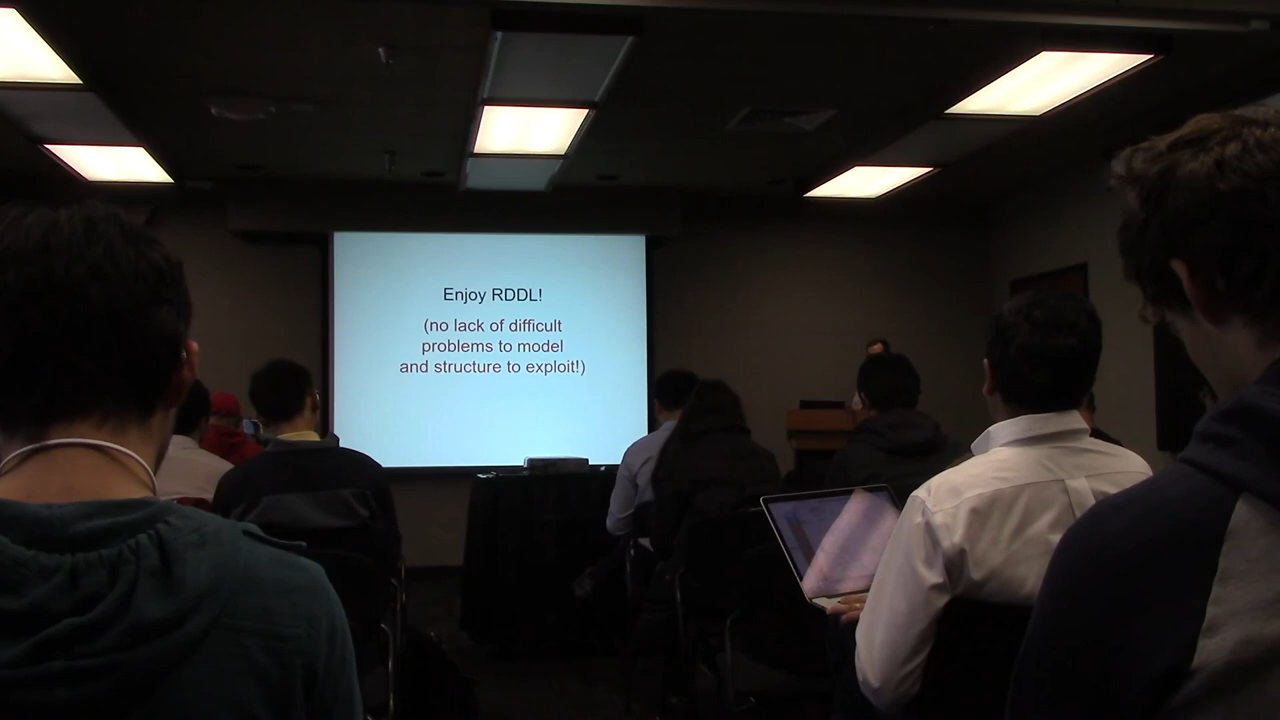 Enjoy RDDL!
(no lack of difficult
problems to model
and structure to exploit!)